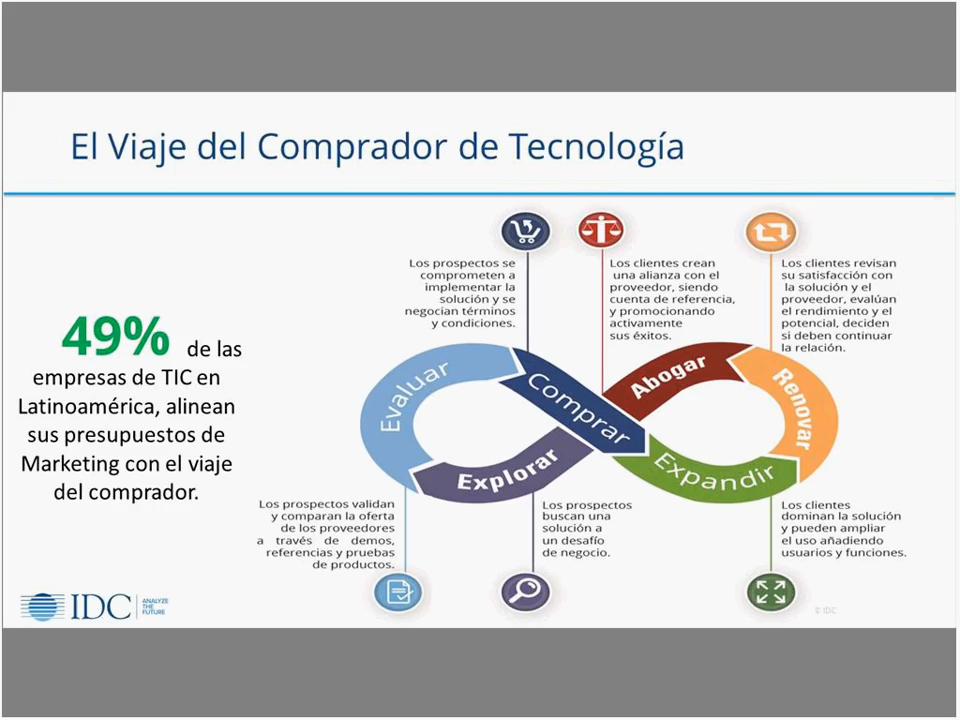 El Viaje del Comprador de Tecnología
49% de las
empresas de TIC en
Latinoamérica, alinean
sus presupuestos de
Marketing con el viaje
del comprador.
Los prospectos se
comprometen a
implementar la
solución y se
negocian términos
y condiciones.
Los clientes crean
una alianza con el
proveedor, siendo
cuenta de referencia,
y promocionando
activamente
sus éxitos.
Los clientes revisan
su satisfacción con
la solución y el
proveedor, evalúan
el rendimiento y el
potencial, deciden
si deben continuar
la relación.
Evaluar
Comprar
Abogar
Renovar
Explorar
Expandir
Los prospectos validan
y comparan la oferta
de los proveedores
a través de demos,
referencias y pruebas
de productos.
Los prospectos
buscan una
solución a
un desafío
de negocio.
Los clientes
dominan la solución
y pueden ampliar
el uso añadiendo
usuarios y funciones.
IDC
ANALYZE
THE
FUTURE
© IDC